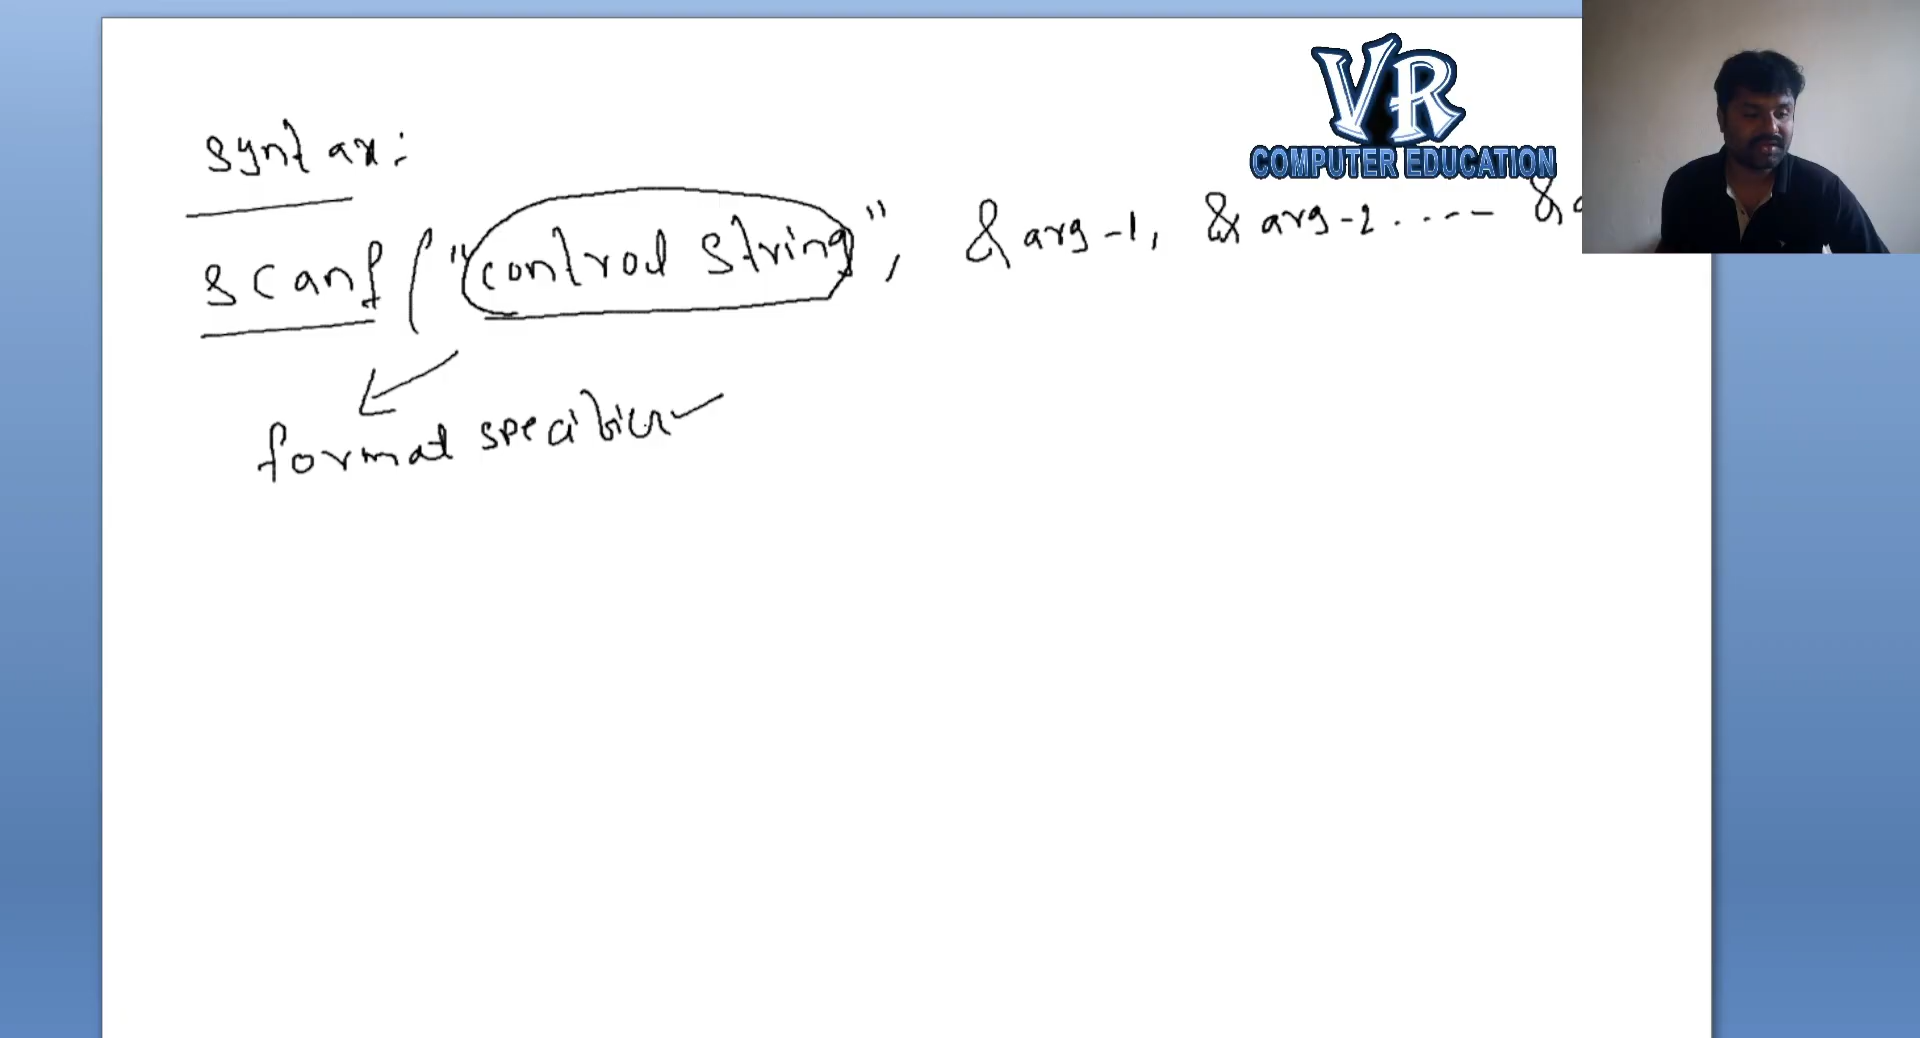 VR
COMPUTER EDUCATION
syntax:
scanf ("control string", &arg-1, &arg-2..... &
format specifier